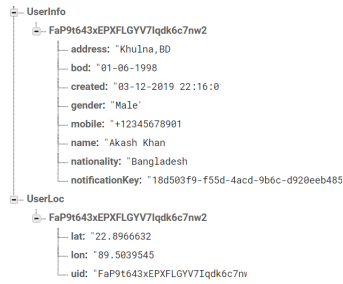 UserInfo
FaP9t643xEPXFLGYV7Iqdk6c7nw2
address: "Khulna,BD
bod: "01-06-1998
created: "03-12-2019 22:16:0
gender: "Male'
mobile: "+12345678901
name: "Akash Khan
nationality: "Bangladesh
notificationKey: "18d503f9-f55d-4acd-9b6c-d920eeb485
UserLoc
FaP9t643xEPXFLGYV7Iqdk6c7nw2
lat: "22.8966632
lon: "89.5039545
uid: "FaP9t643xEPXFLGYV7Iqdk6c7nw